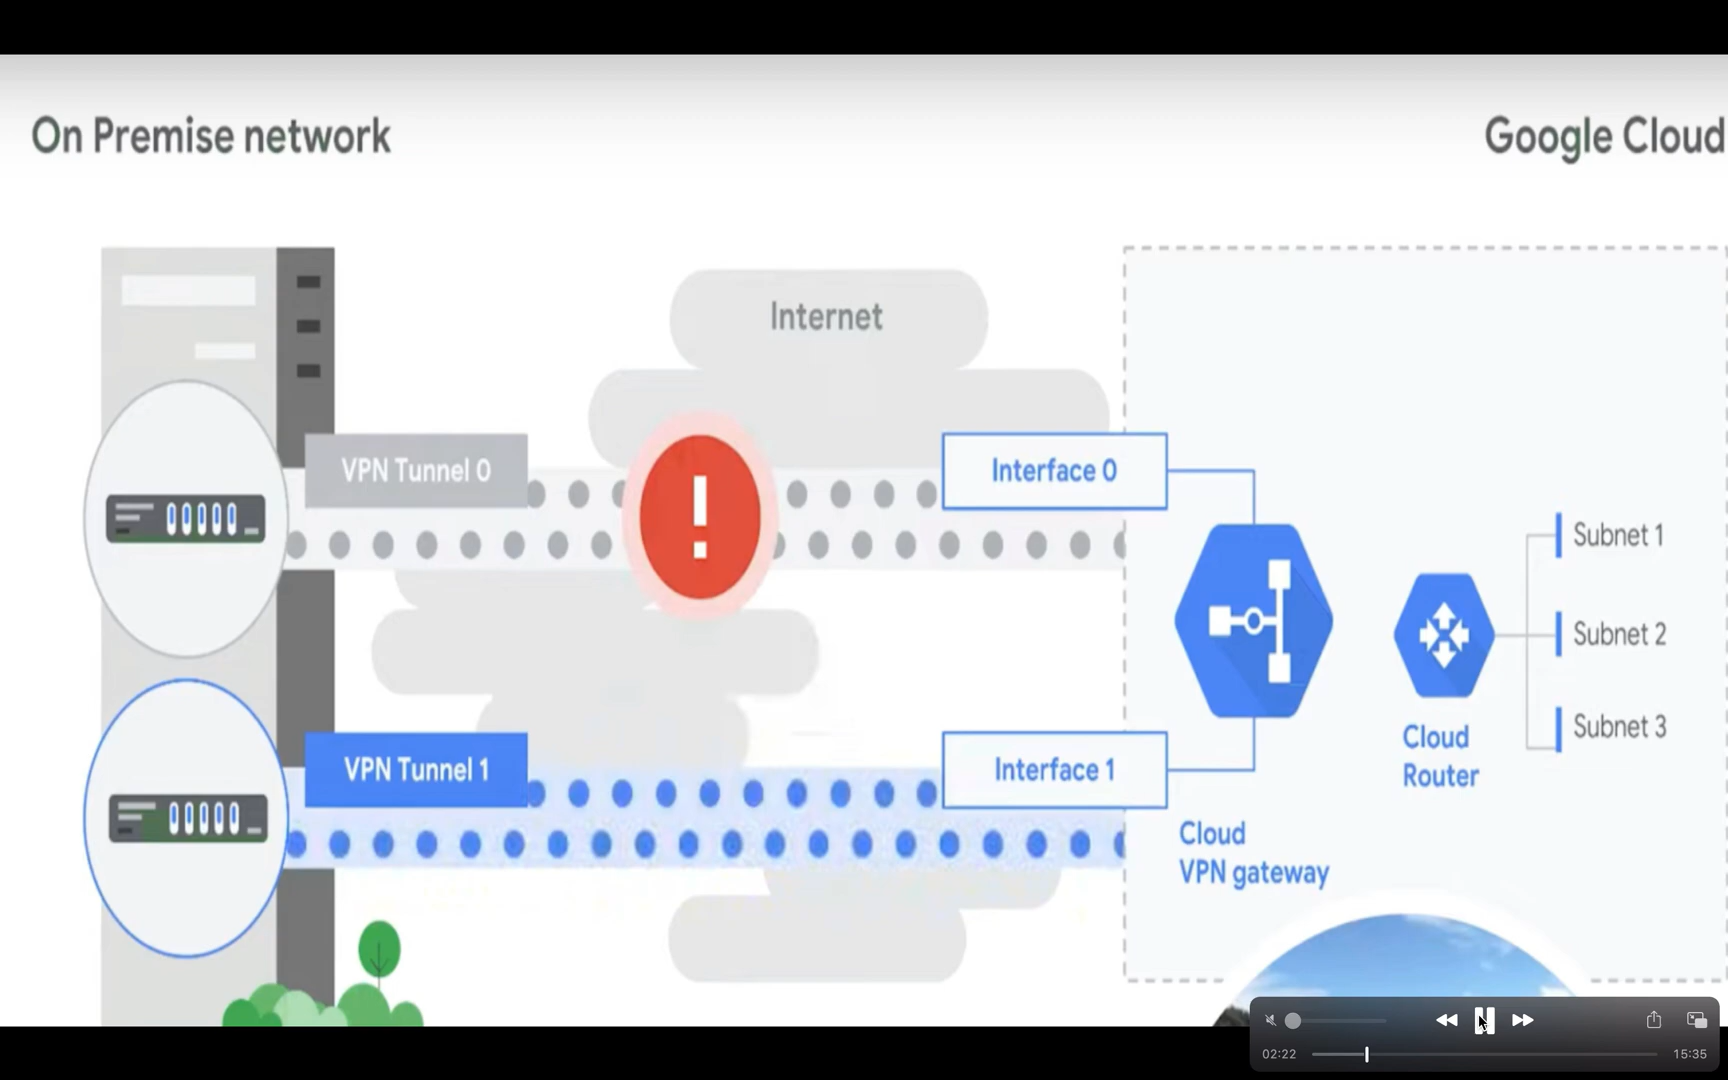 On Premise network
Google Cloud
Internet
VPN Tunnel 0
Interface 0
Subnet 1
Subnet 2
Subnet 3
Cloud
Router
VPN Tunnel 1
Interface 1
Cloud
VPN gateway
02:22
15:35